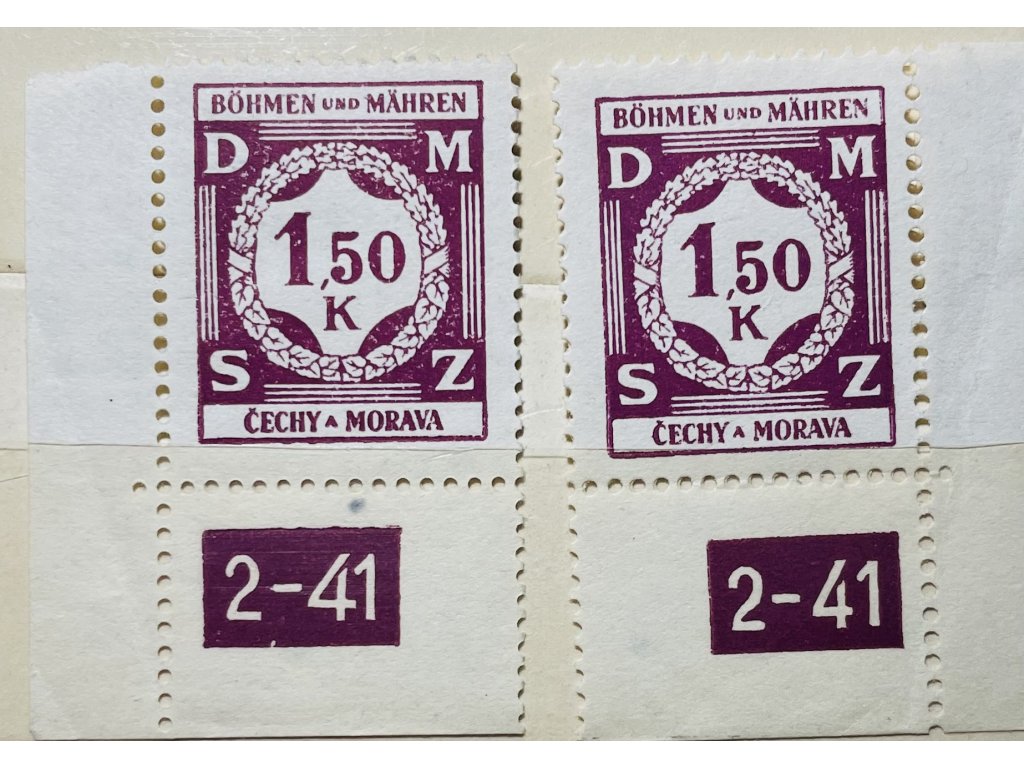 BÖHMEN UND MÄHREN
D M
1,50
K
S Z
ČECHY A MORAVA
2-41
BÖHMEN UND MÄHREN
D M
1,50
K
S Z
ČECHY A MORAVA
2-41